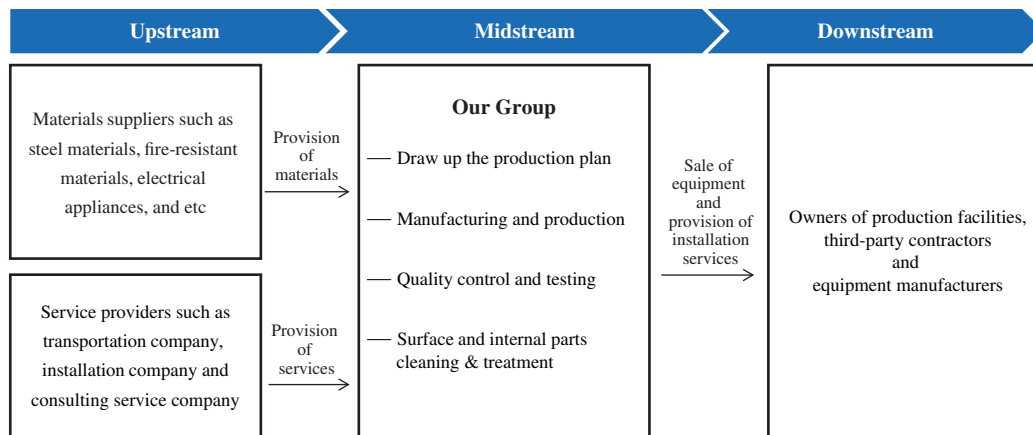 Upstream
Midstream
Downstream
Materials suppliers such as
steel materials, fire-resistant
materials, electrical
appliances, and etc
Provision
of
materials
Service providers such as
transportation company,
installation company and
consulting service company
Provision
of
services
Our Group
— Draw up the production plan
— Manufacturing and production
— Quality control and testing
— Surface and internal parts
cleaning & treatment
Sale of
equipment
and
provision of
installation
services
Owners of production facilities,
third-party contractors
and
equipment manufacturers